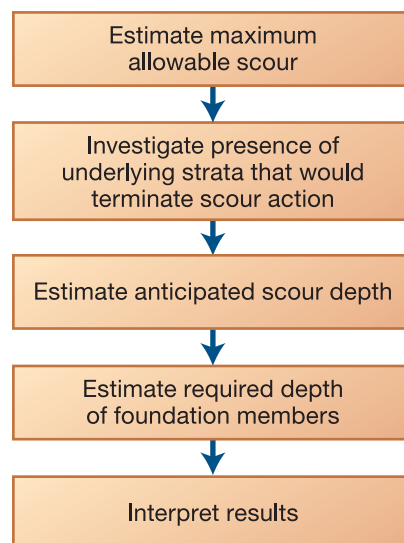 Estimate maximum
allowable scour
Investigate presence of
underlying strata that would
terminate scour action
Estimate anticipated scour depth
Estimate required depth
of foundation members
Interpret results